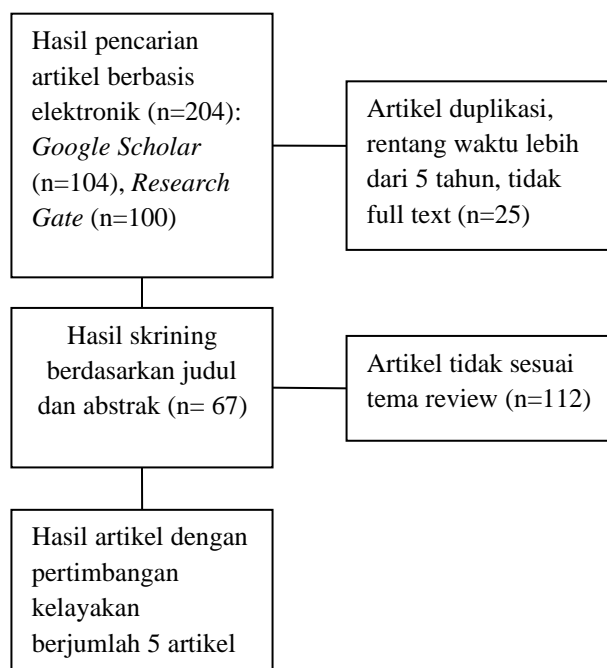 Hasil pencarian
artikel berbasis
elektronik (n=204):
Google Scholar
(n=104), Research
Gate (n=100)
Artikel duplikasi,
rentang waktu lebih
dari 5 tahun, tidak
full text (n=25)
Hasil skrining
berdasarkan judul
dan abstrak (n= 67)
Artikel tidak sesuai
tema review (n=112)
Hasil artikel dengan
pertimbangan
kelayakan
berjumlah 5 artikel